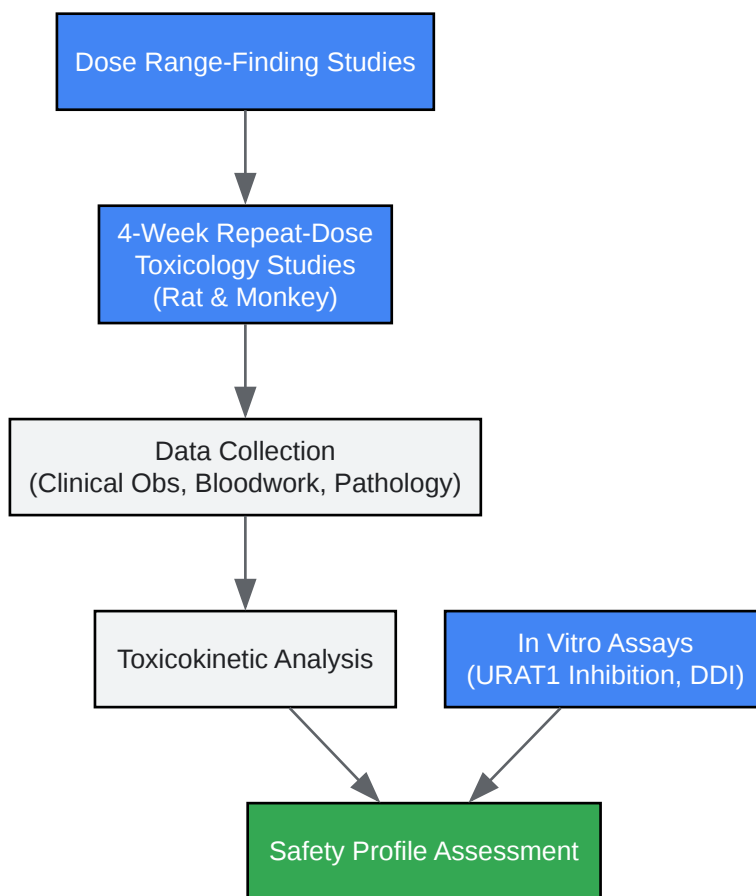 Dose Range-Finding Studies
4-Week Repeat-Dose
Toxicology Studies
(Rat & Monkey)
Data Collection
(Clinical Obs, Bloodwork, Pathology)
Toxicokinetic Analysis
In Vitro Assays
(URAT1 Inhibition, DDI)
Safety Profile Assessment